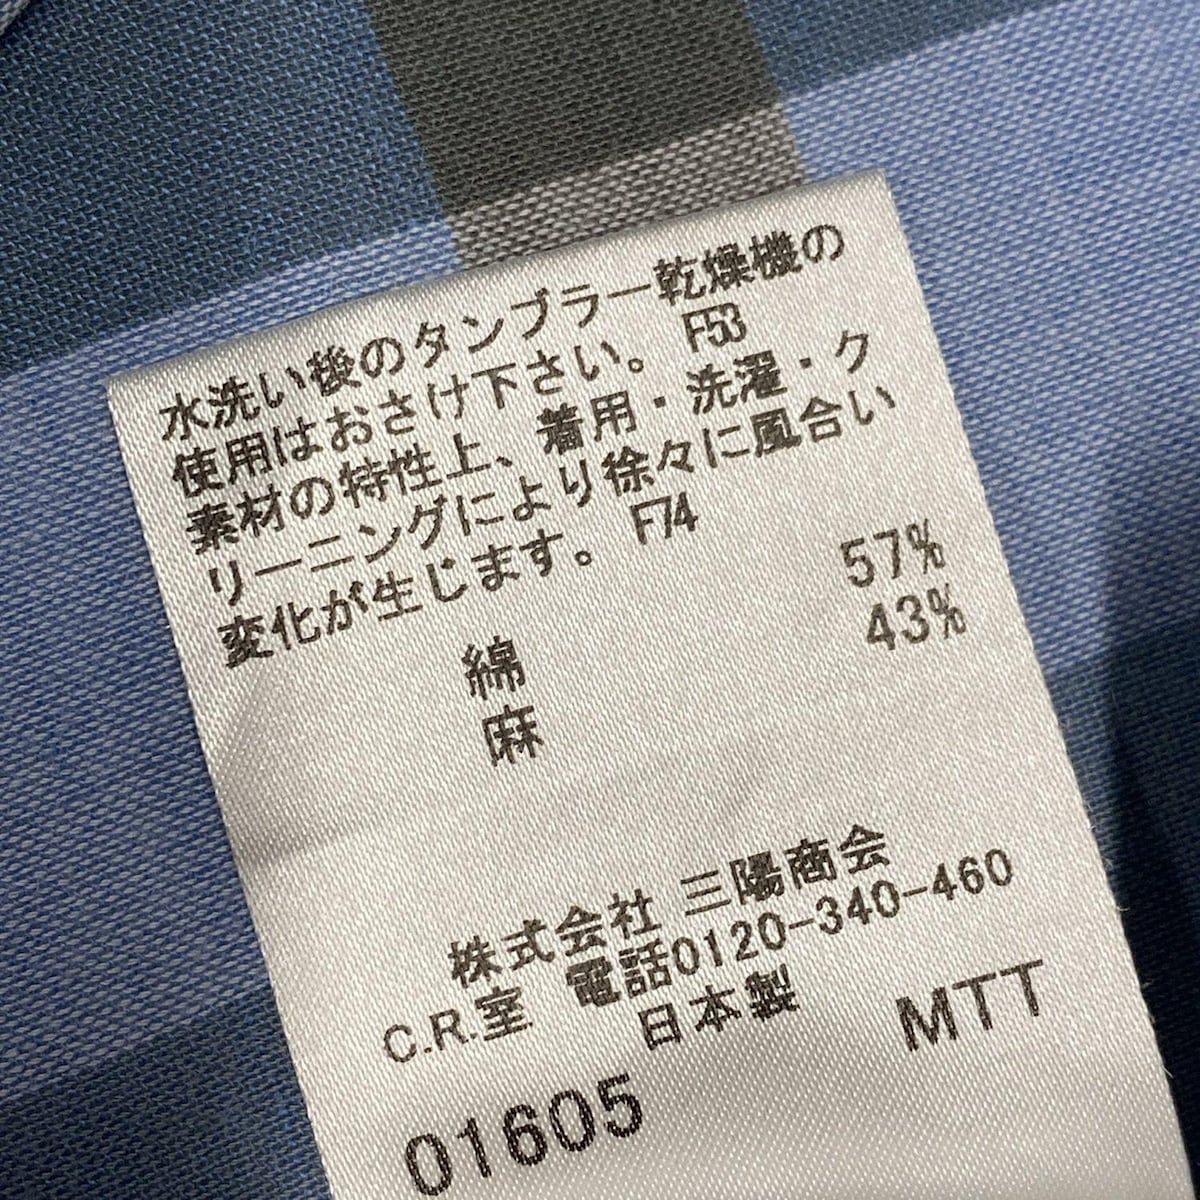 水洗い後のタンブラー乾燥機の
使用はおさけ下さい。 F53
素材の特性上、着用・洗濯・ク
リーニングにより徐々に風合い
変化が生じます。 F74
綿 57%
麻 43%
株式会社 三陽商会
C.R.室 電話0120-340-460
日本製 MTT
01605